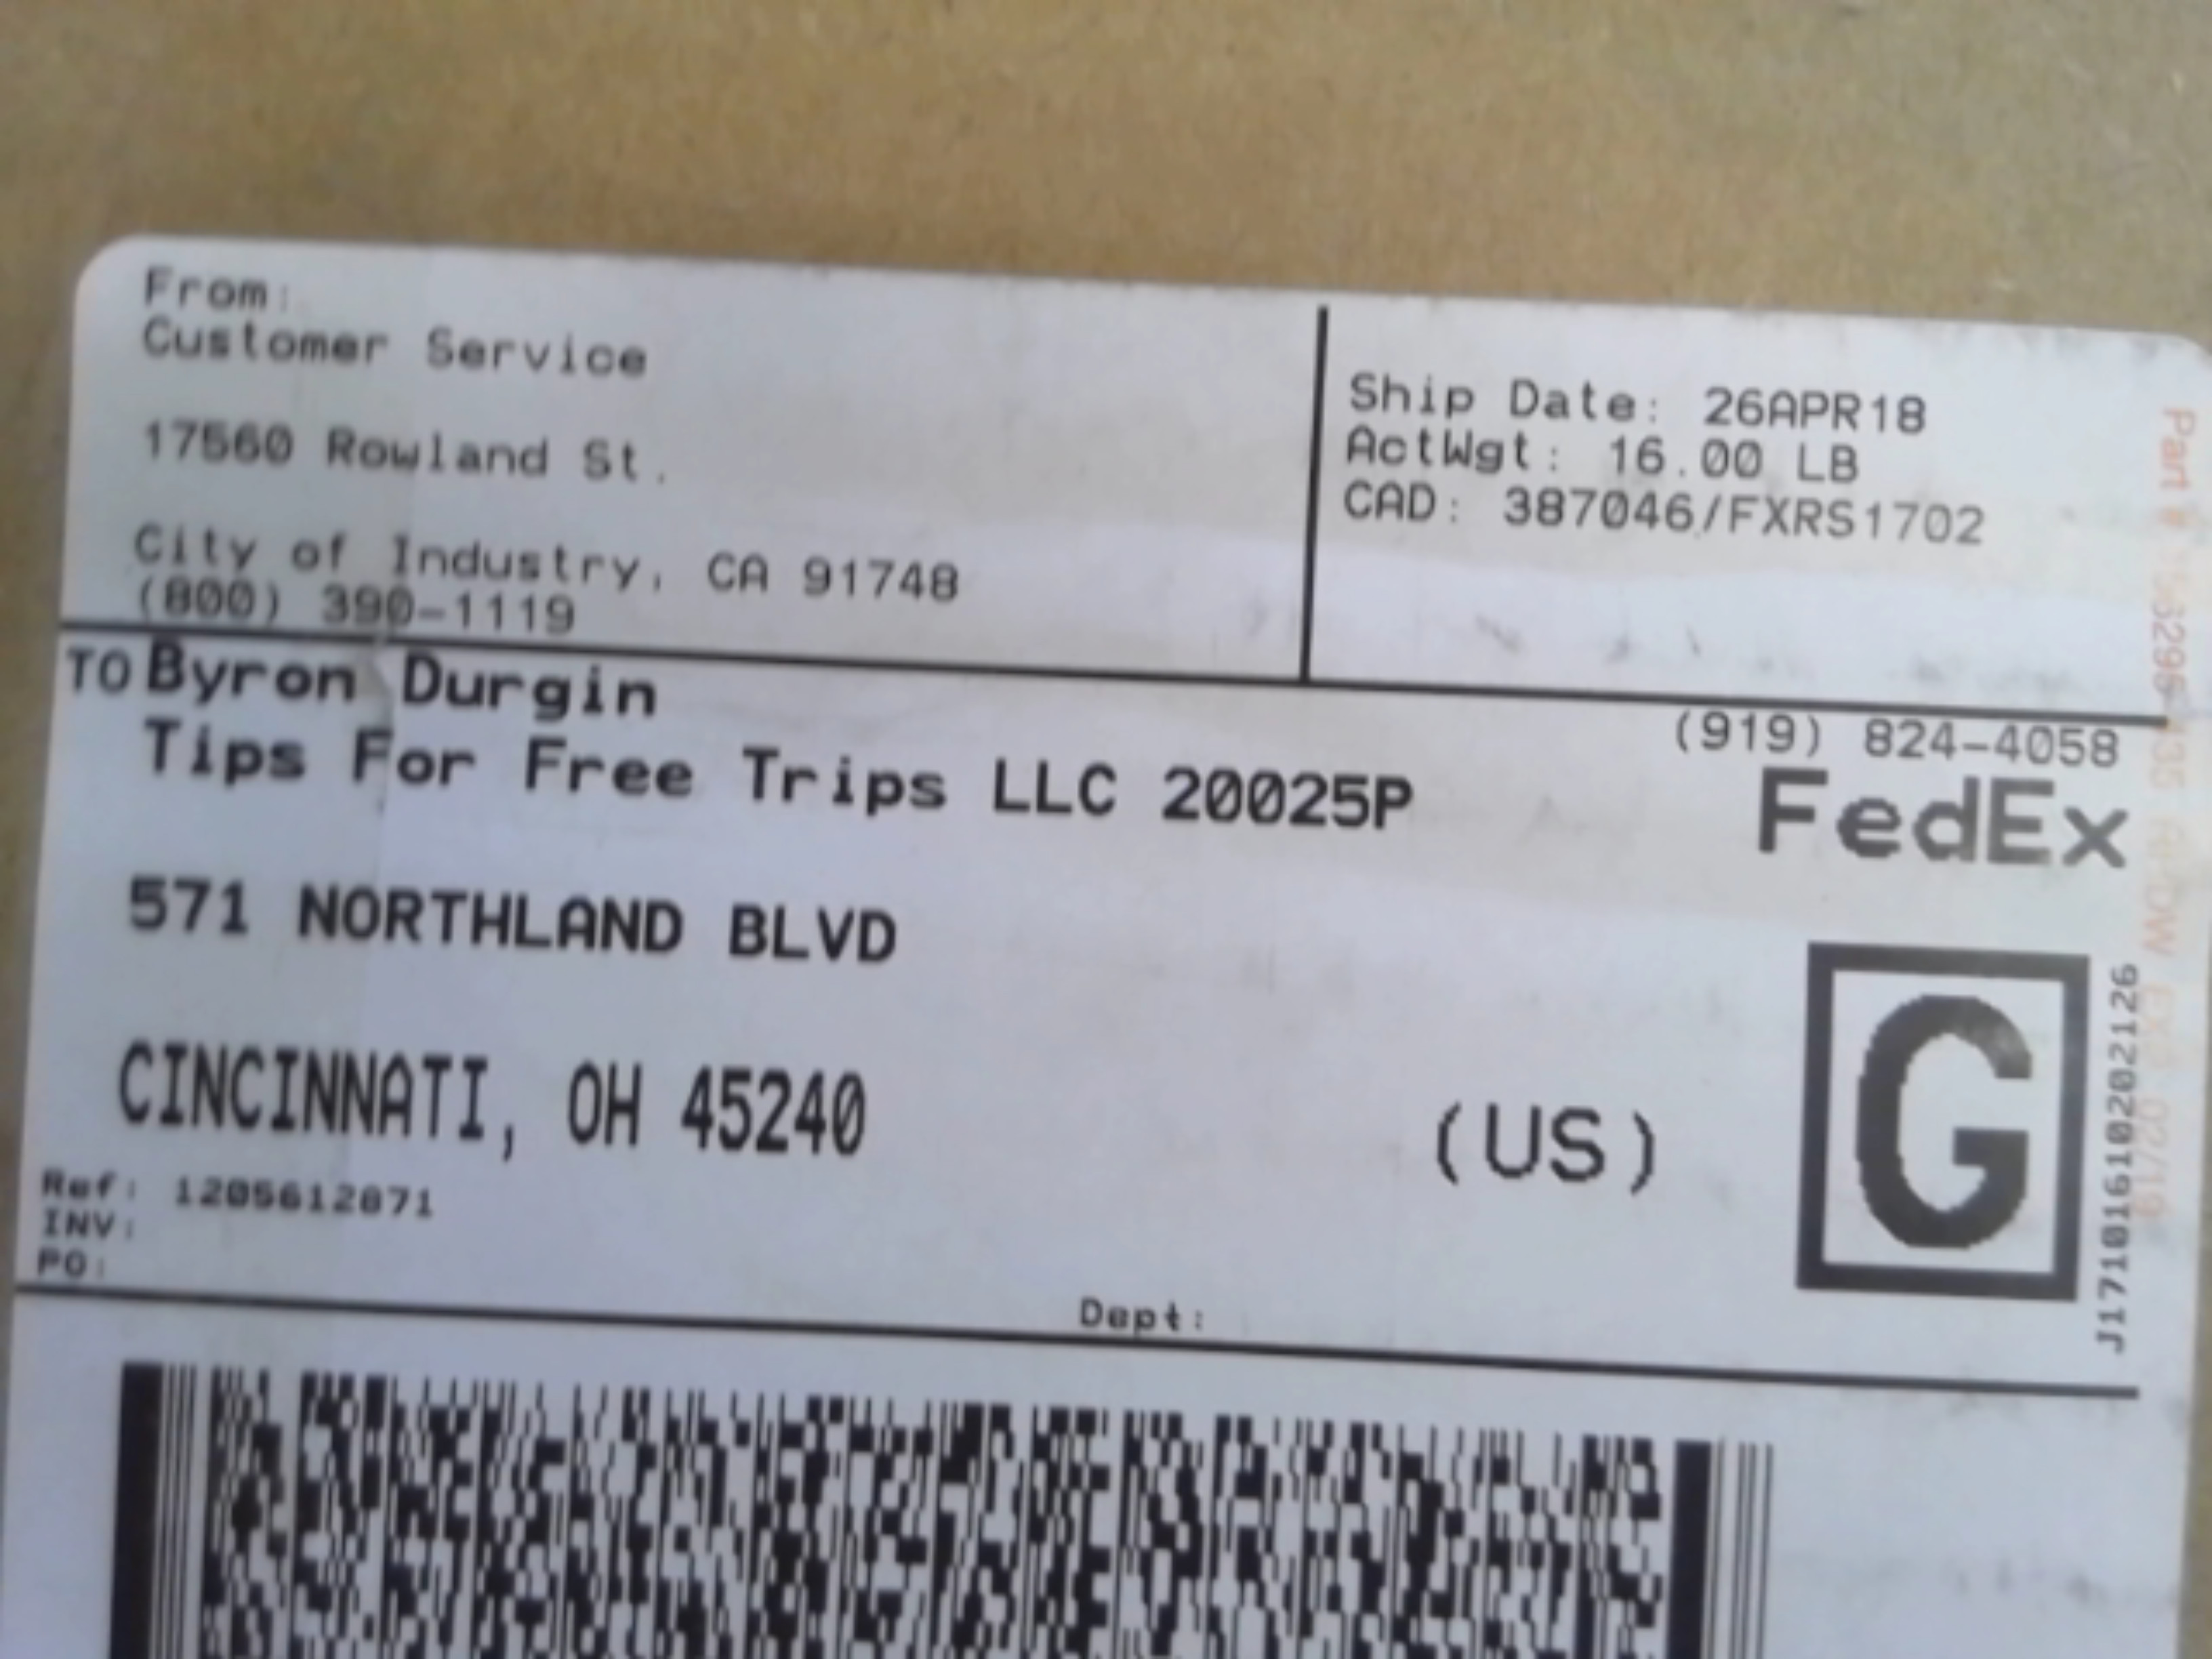 From:
Customer Service
17560 Rowland St.
City of Industry, CA 91748
(800) 390-1119
Ship Date: 26APR18
ActWgt: 16.00 LB
CAD: 387046/FXRS1702
TO Byron Durgin
Tips For Free Trips LLC 20025P
(919) 824-4058
FedEx
571 NORTHLAND BLVD
CINCINNATI, OH 45240
(US)
G
J17101610202126
Ref: 1205612871
INV:
PO:
Dept:
Part #